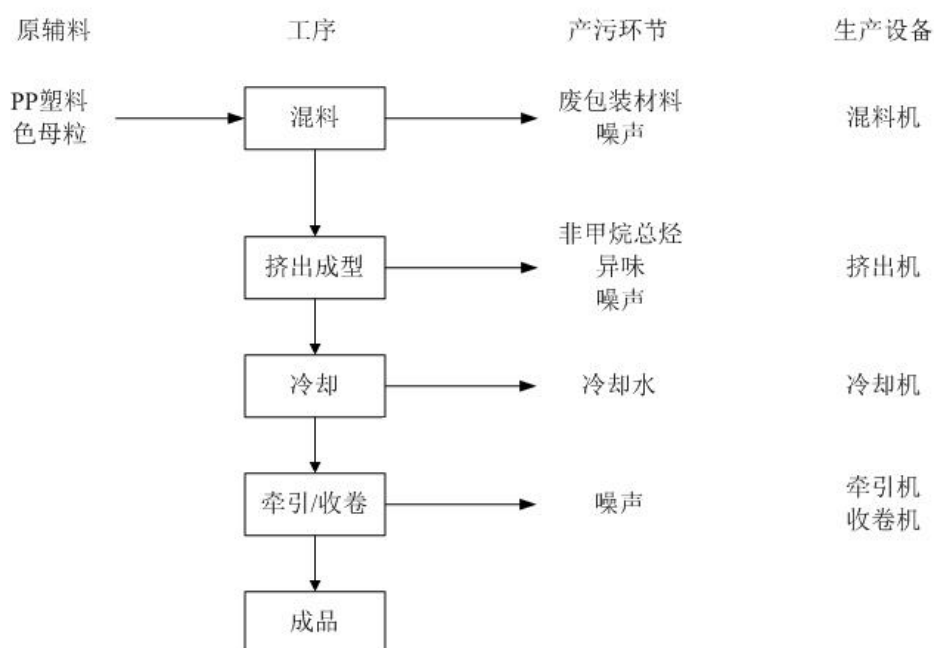 原辅料 工序 产污环节 生产设备
PP塑料
色母粒
混料
废包装材料
噪声
混料机
挤出成型
非甲烷总烃
异味
噪声
挤出机
冷却
冷却水
冷却机
牵引/收卷
噪声
牵引机
收卷机
成品